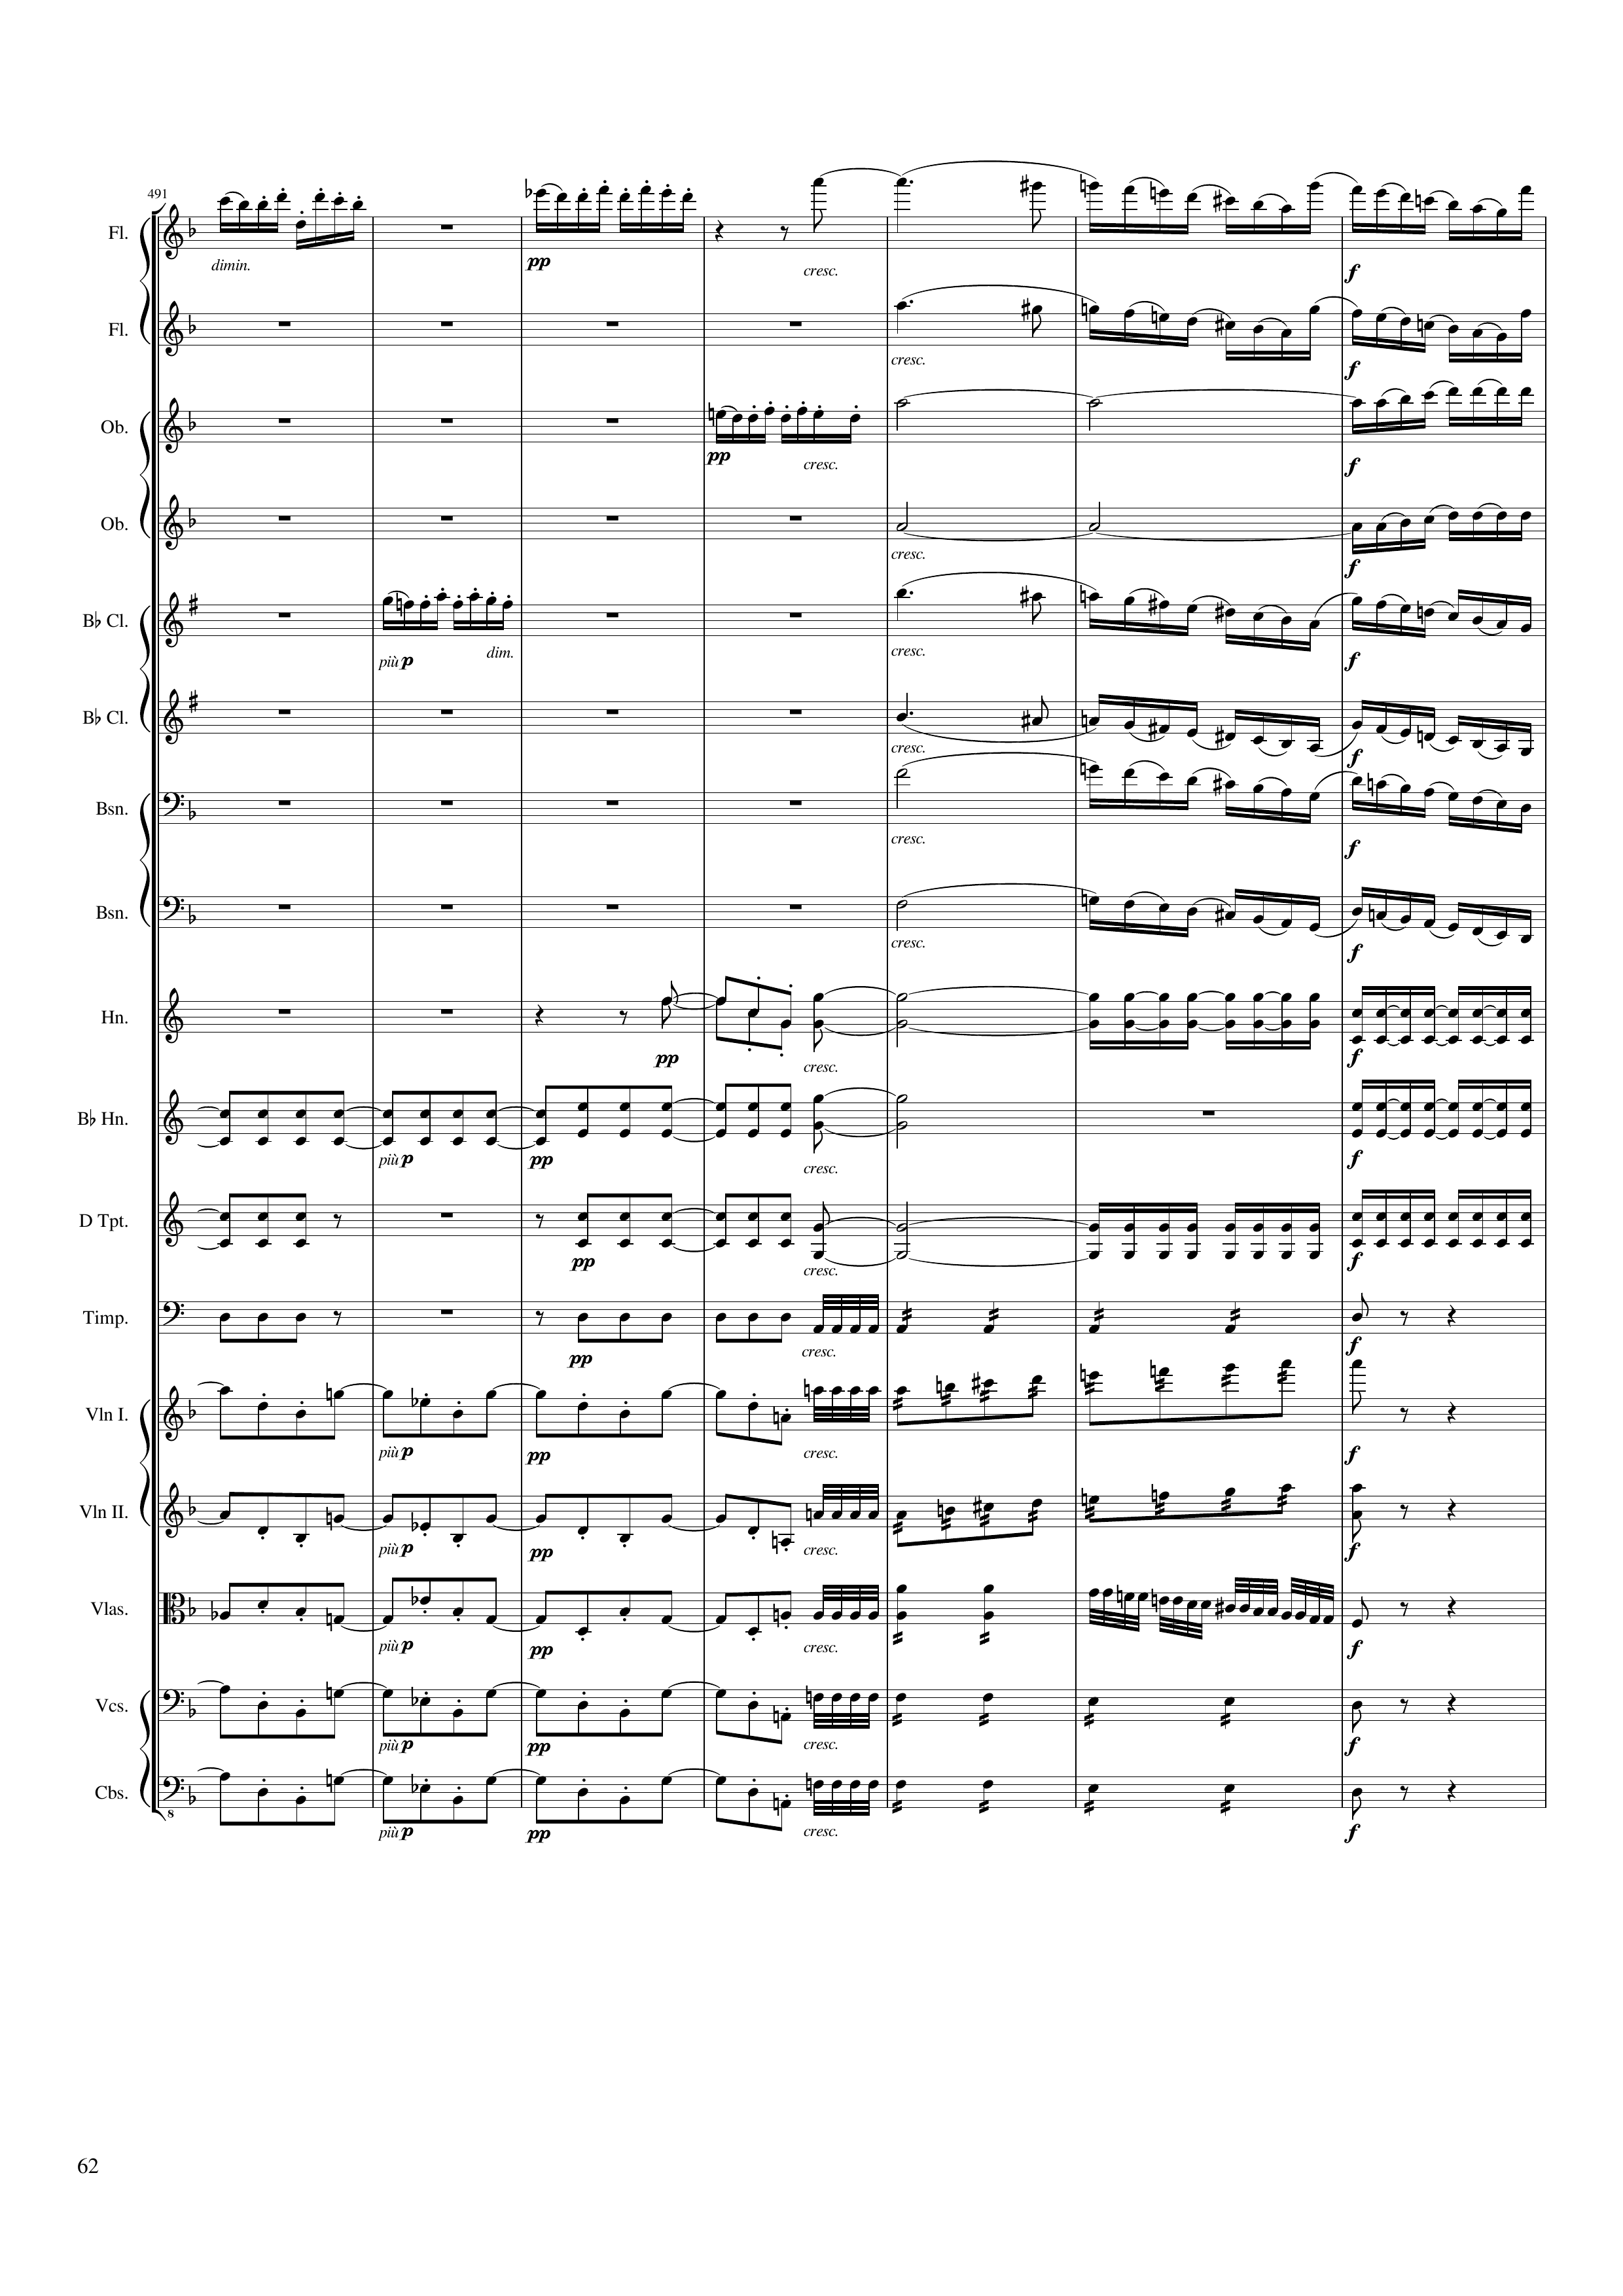 491
Fl.
dimin.
pp
cresc.
f
Fl.
cresc.
f
Ob.
pp
cresc.
f
Ob.
cresc.
f
B♭ Cl.
più p
dim.
cresc.
f
B♭ Cl.
cresc.
f
Bsn.
cresc.
f
Bsn.
cresc.
f
Hn.
pp
cresc.
f
B♭ Hn.
più p
pp
cresc.
f
D Tpt.
pp
cresc.
f
Timp.
pp
cresc.
f
Vln I.
più p
pp
cresc.
f
Vln II.
più p
pp
cresc.
f
Vlas.
più p
pp
cresc.
f
Vcs.
più p
pp
cresc.
f
Cbs.
8
più p
pp
cresc.
f
62